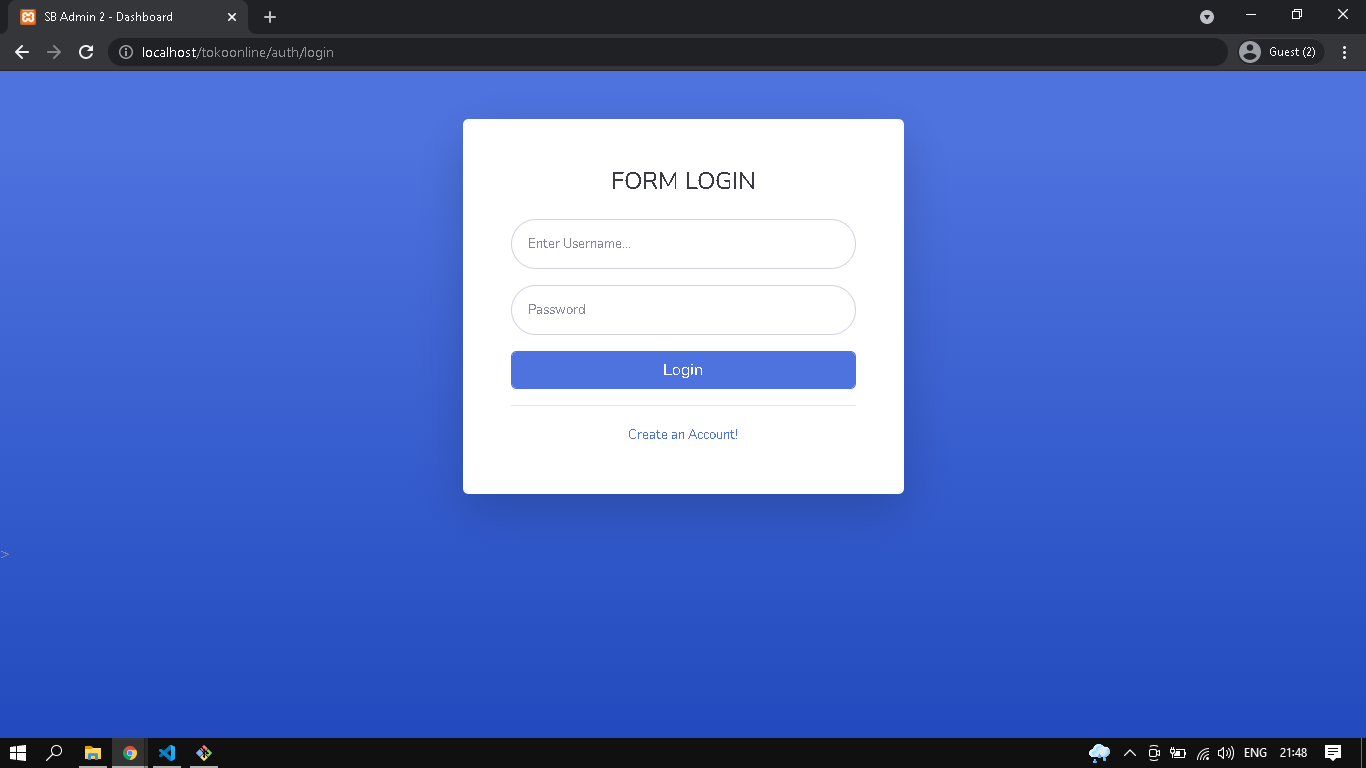 SB Admin 2 - Dashboard
localhost/tokoonline/auth/login
Guest (2)
FORM LOGIN
Enter Username...
Password
Login
Create an Account!
>
ENG
21:48